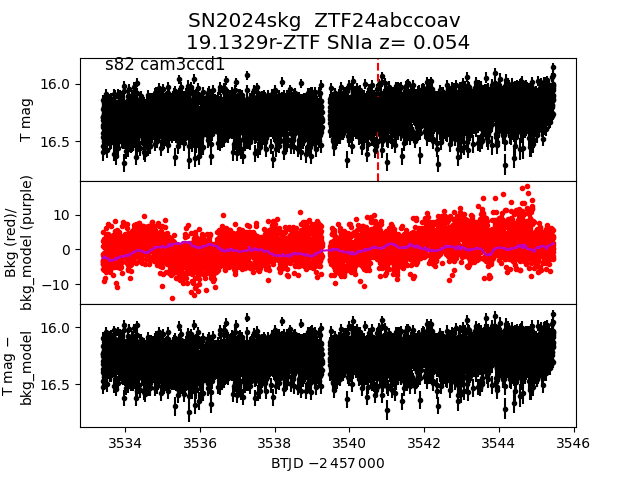 SN2024skg  ZTF24abccoav
19.1329r-ZTF SNIa z= 0.054
s82 cam3ccd1
T mag
16.0
16.5
Bkg (red)/
bkg_model (purple)
10
0
−10
T mag −
bkg_model
16.0
16.5
3534 3536 3538 3540 3542 3544 3546
BTJD −2 457 000